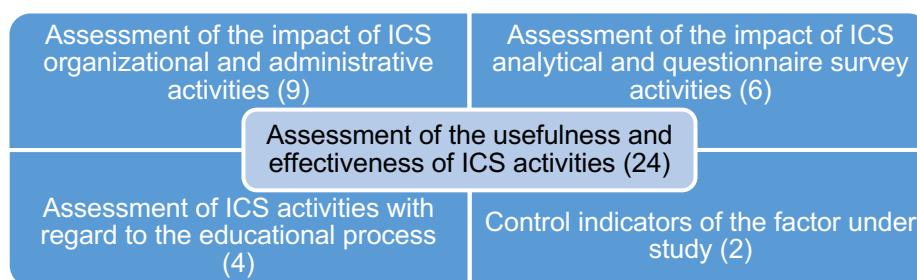 Assessment of the impact of ICS
organizational and administrative
activities (9)
Assessment of the impact of ICS
analytical and questionnaire survey
activities (6)
Assessment of the usefulness and
effectiveness of ICS activities (24)
Assessment of ICS activities with
regard to the educational process
(4)
Control indicators of the factor under
study (2)